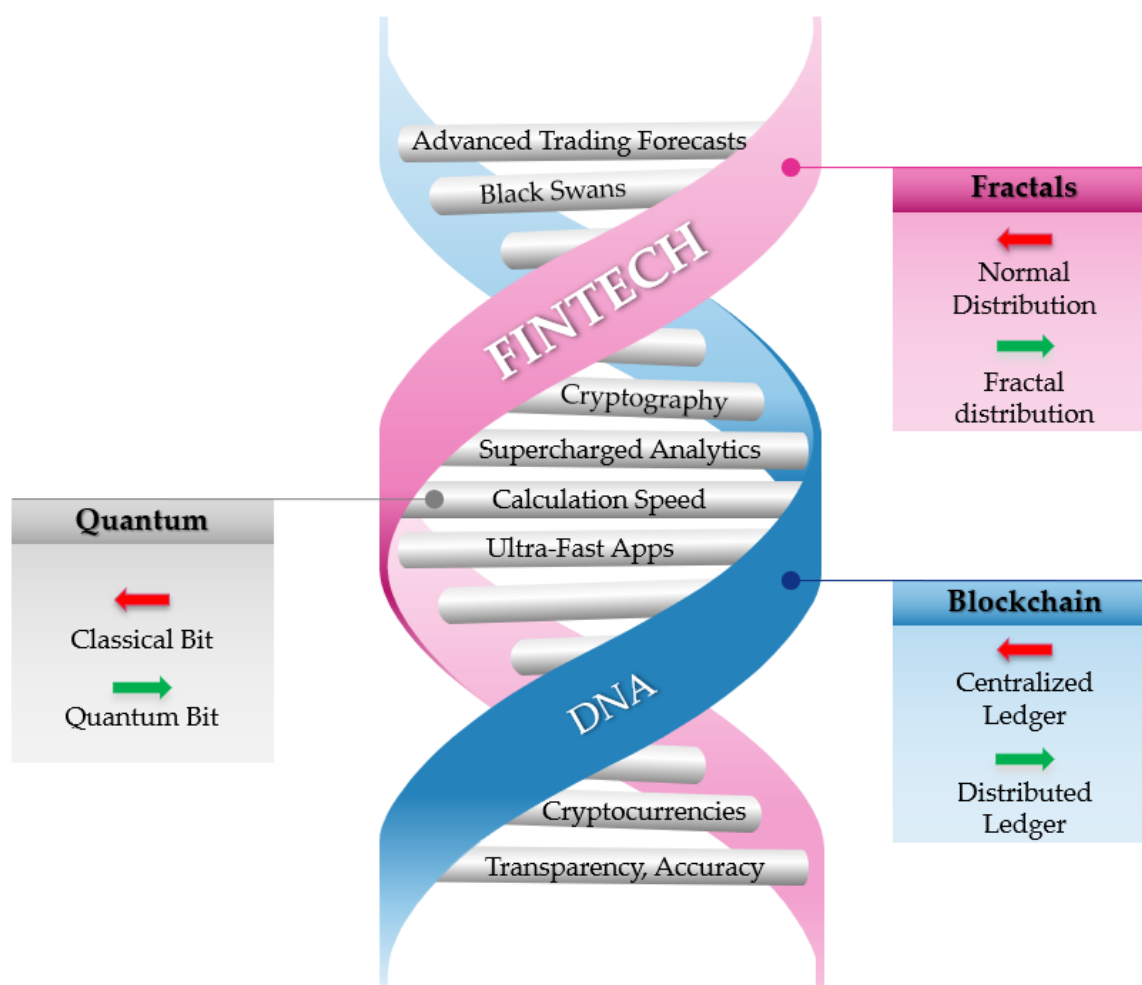 Advanced Trading Forecasts
Black Swans
FINTECH
Fractals
Normal
Distribution
Fractal
distribution
Cryptography
Supercharged Analytics
Calculation Speed
Ultra-Fast Apps
Quantum
Classical Bit
Quantum Bit
DNA
Blockchain
Centralized
Ledger
Distributed
Ledger
Cryptocurrencies
Transparency, Accuracy